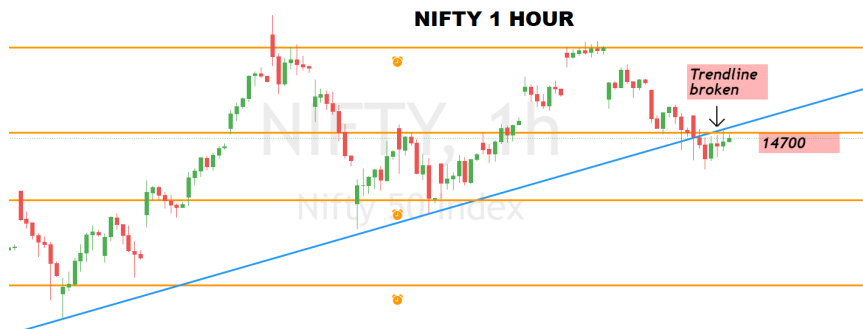 NIFTY 1 HOUR
Trendline
broken
14700
NIFTY, 1h
Nifty 50 Index